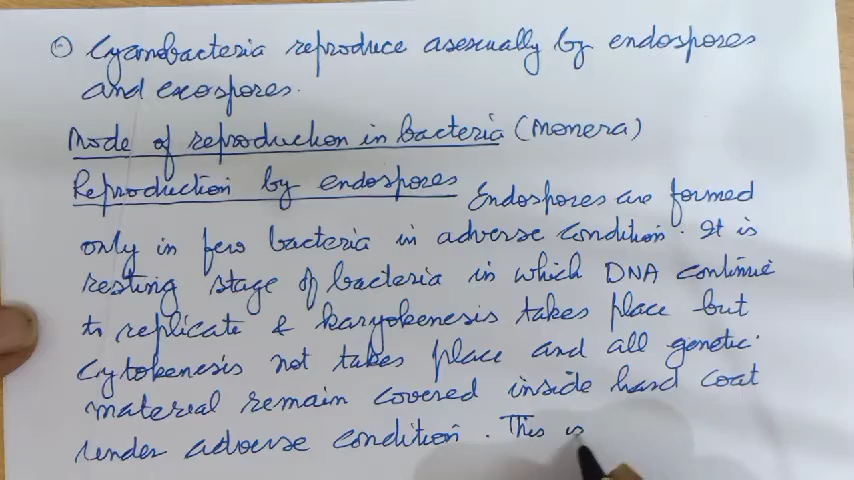 Cyanobacteria reproduce asexually by endospores
and exospores.
Mode of reproduction in bacteria (Monera)
Reproduction by endospores Endospores are formed
only in few bacteria in adverse condition. It is
resting stage of bacteria in which DNA continue
to replicate & karyokenesis takes place but
Cytokenesis not takes place and all genetic
material remain covered inside hard coat
under adverse condition. This is